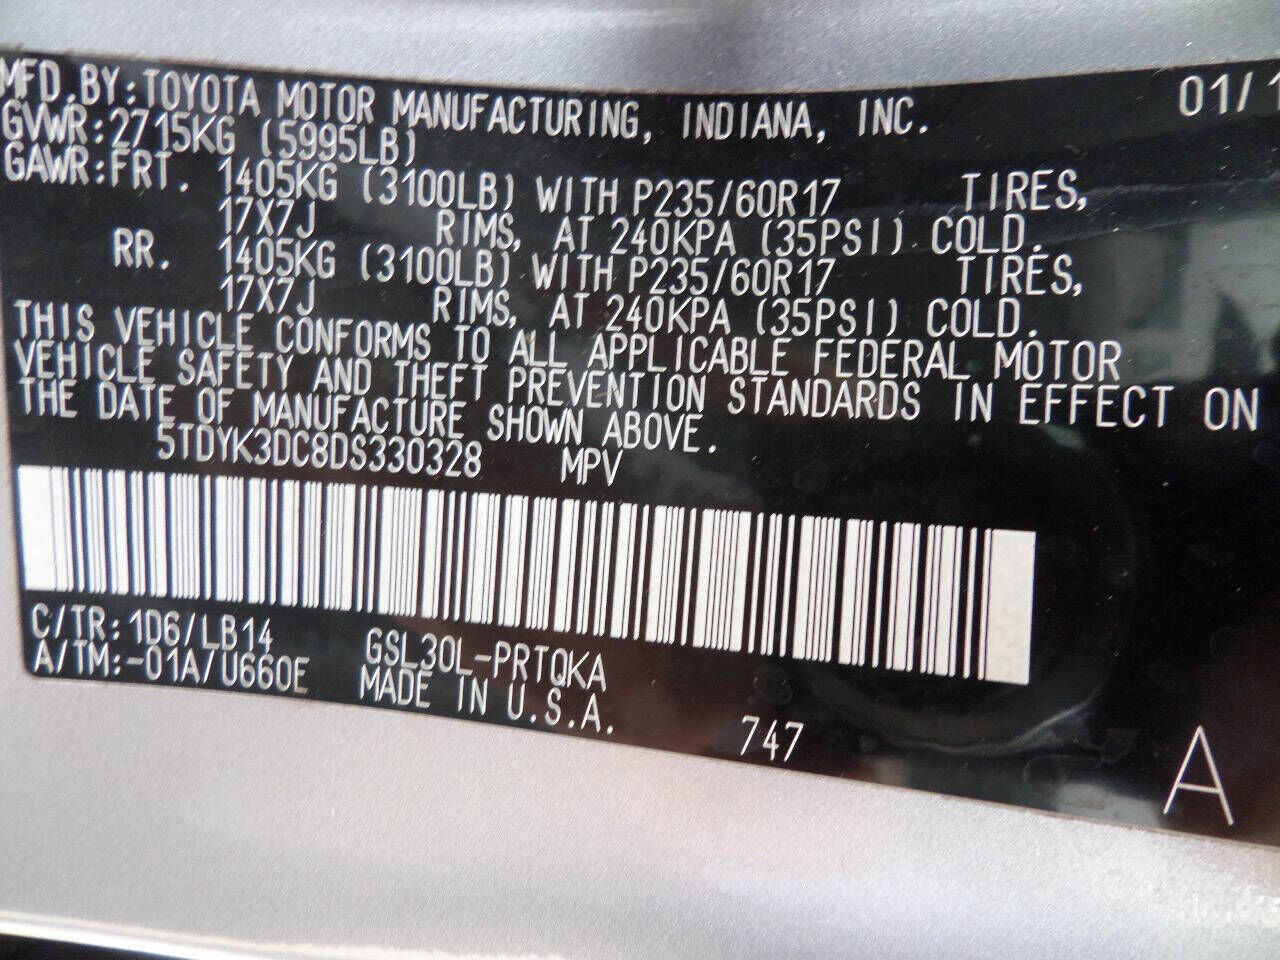 MFD. BY: TOYOTA MOTOR MANUFACTURING, INDIANA, INC. 01/1
GVWR: 2715KG (5995LB)
GAWR: FRT. 1405KG (3100LB) WITH P235/60R17 TIRES,
17X7J RIMS, AT 240KPA (35PSI) COLD.
RR. 1405KG (3100LB) WITH P235/60R17 TIRES,
17X7J RIMS, AT 240KPA (35PSI) COLD.
THIS VEHICLE CONFORMS TO ALL APPLICABLE FEDERAL MOTOR
VEHICLE SAFETY AND THEFT PREVENTION STANDARDS IN EFFECT ON
THE DATE OF MANUFACTURE SHOWN ABOVE.
5TDYK3DC8DS330328 MPV
C/TR: 1D6/LB14 GSL30L-PRTQKA
A/TM: -01A/U660E MADE IN U.S.A.
747
A